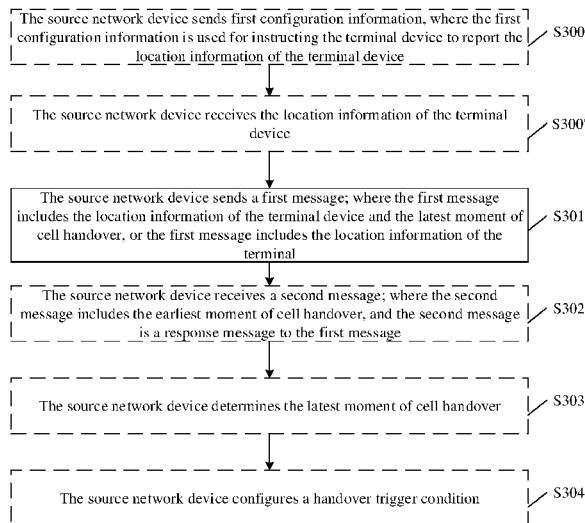 The source network device sends first configuration information, where the first
configuration information is used for instructing the terminal device to report the
location information of the terminal device
S300
The source network device receives the location information of the terminal
device
S300'
The source network device sends a first message; where the first message
includes the location information of the terminal device and the latest moment of
cell handover, or the first message includes the location information of the
terminal
S301
The source network device receives a second message; where the second
message includes the earliest moment of cell handover, and the second message
is a response message to the first message
S302
The source network device determines the latest moment of cell handover
S303
The source network device configures a handover trigger condition
S304